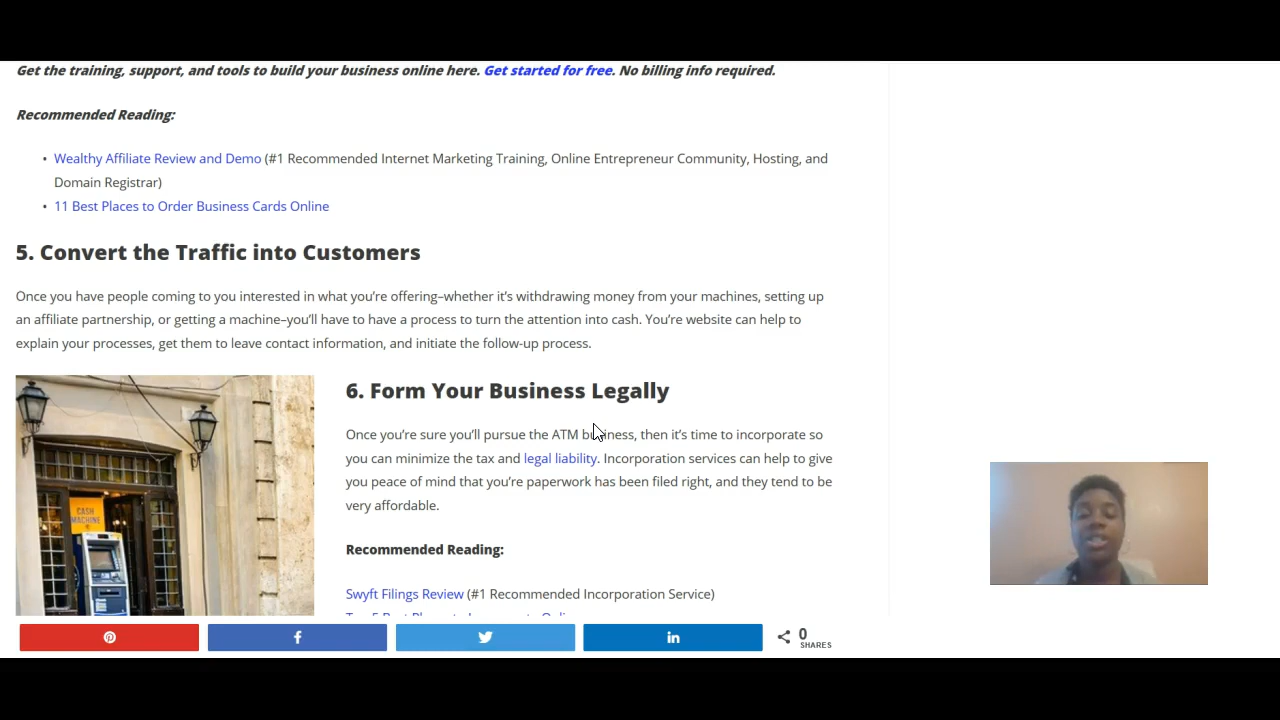 Get the training, support, and tools to build your business online here. Get started for free. No billing info required.
Recommended Reading:
• Wealthy Affiliate Review and Demo (#1 Recommended Internet Marketing Training, Online Entrepreneur Community, Hosting, and
Domain Registrar)
• 11 Best Places to Order Business Cards Online
5. Convert the Traffic into Customers
Once you have people coming to you interested in what you're offering–whether it's withdrawing money from your machines, setting up
an affiliate partnership, or getting a machine–you'll have to have a process to turn the attention into cash. You're website can help to
explain your processes, get them to leave contact information, and initiate the follow-up process.
6. Form Your Business Legally
Once you're sure you'll pursue the ATM business, then it's time to incorporate so
you can minimize the tax and legal liability. Incorporation services can help to give
you peace of mind that you're paperwork has been filed right, and they tend to be
very affordable.
CASH
MACHINE
Recommended Reading:
Swyft Filings Review (#1 Recommended Incorporation Service)
0
SHARES